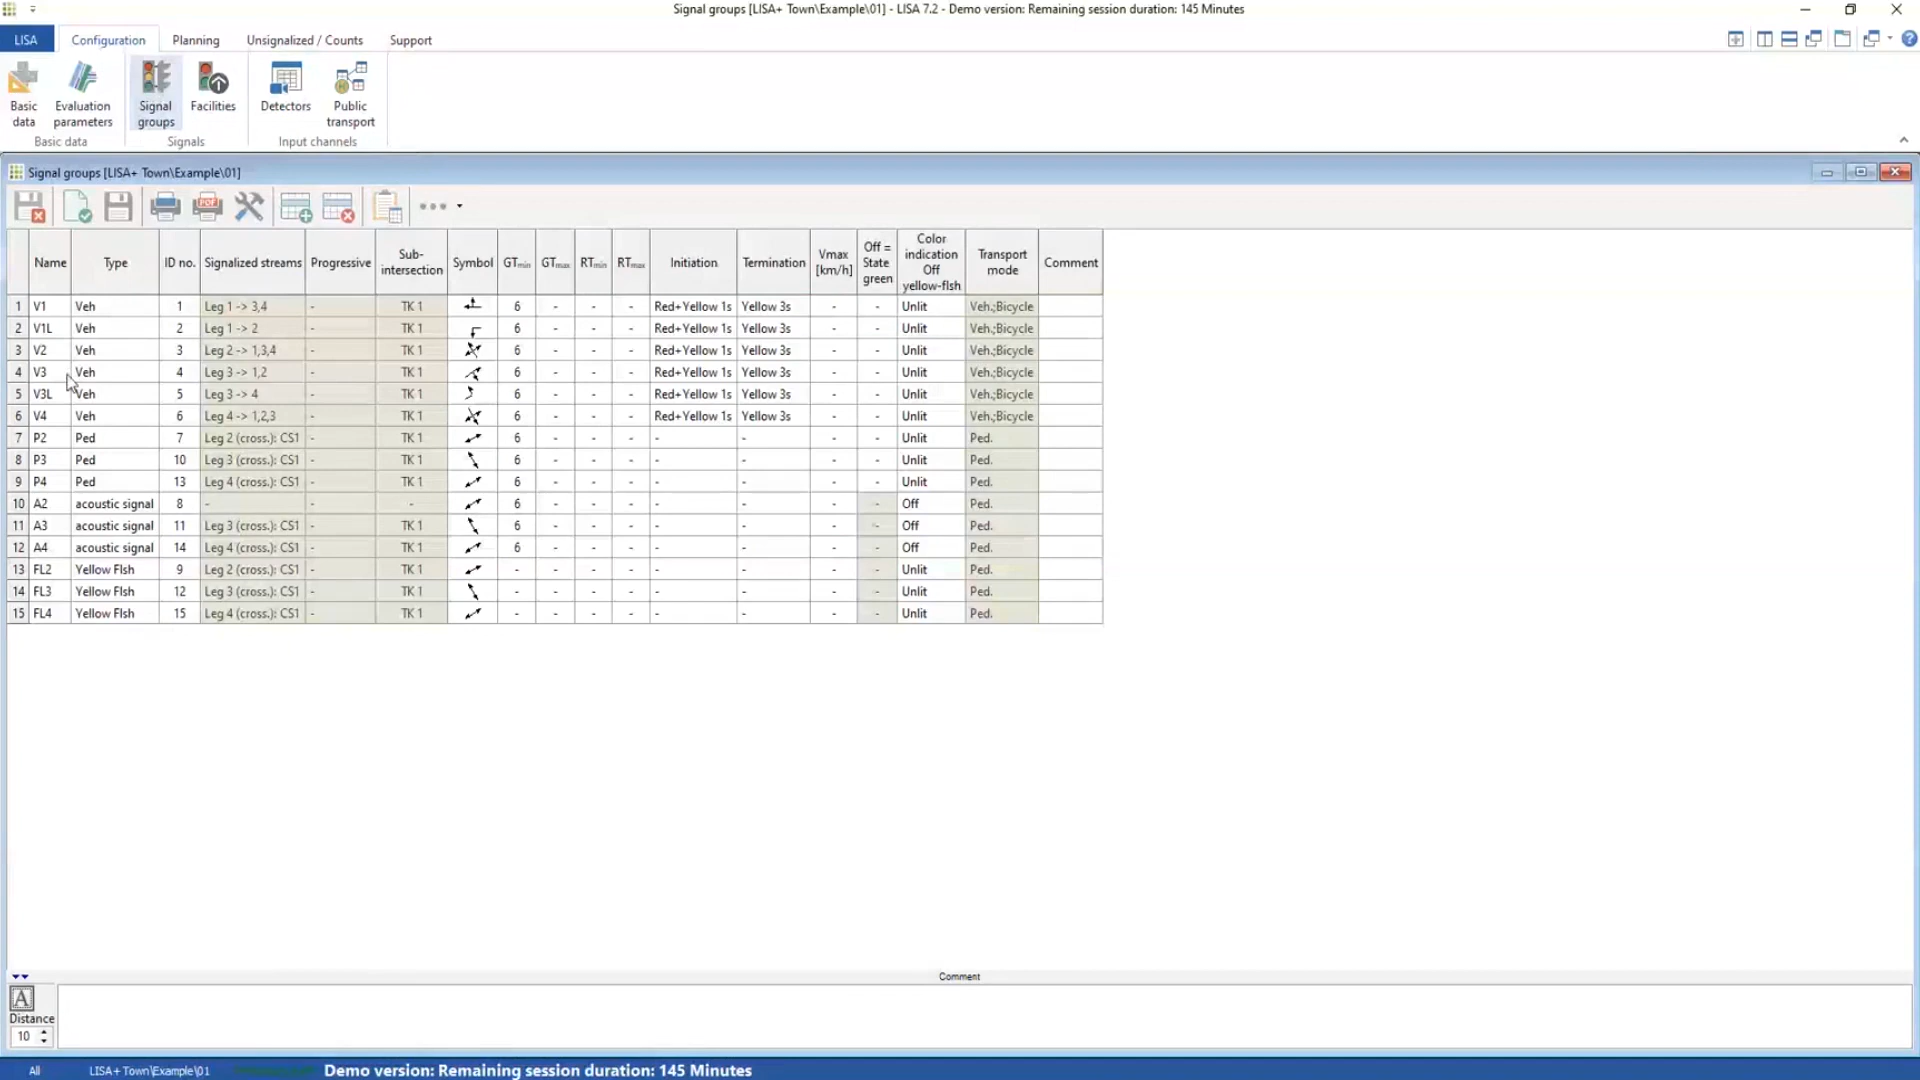 Signal groups [LISA+ Town\Example\01] - LISA 7.2 - Demo version: Remaining session duration: 145 Minutes
LISA Configuration Planning Unsignalized / Counts Support
Basic data Evaluation parameters Signal groups Facilities Detectors Public transport
Basic data Signals Input channels
Signal groups [LISA+ Town\Example\01]
PDF
Name Type ID no. Signalized streams Progressive Sub-intersection Symbol GTmin GTmax RTmin RTmax Initiation Termination Vmax [km/h] Off = State green Color indication Off yellow-flsh Transport mode Comment
1 V1 Veh 1 Leg 1 -> 3,4 - TK 1 6 - - - Red+Yellow 1s Yellow 3s - - Unlit Veh.;Bicycle
2 V1L Veh 2 Leg 1 -> 2 - TK 1 6 - - - Red+Yellow 1s Yellow 3s - - Unlit Veh.;Bicycle
3 V2 Veh 3 Leg 2 -> 1,3,4 - TK 1 6 - - - Red+Yellow 1s Yellow 3s - - Unlit Veh.;Bicycle
4 V3 Veh 4 Leg 3 -> 1,2 - TK 1 6 - - - Red+Yellow 1s Yellow 3s - - Unlit Veh.;Bicycle
5 V3L Veh 5 Leg 3 -> 4 - TK 1 6 - - - Red+Yellow 1s Yellow 3s - - Unlit Veh.;Bicycle
6 V4 Veh 6 Leg 4 -> 1,2,3 - TK 1 6 - - - Red+Yellow 1s Yellow 3s - - Unlit Veh.;Bicycle
7 P2 Ped 7 Leg 2 (cross.): CS1 - TK 1 6 - - - - - - - Unlit Ped.
8 P3 Ped 10 Leg 3 (cross.): CS1 - TK 1 6 - - - - - - - Unlit Ped.
9 P4 Ped 13 Leg 4 (cross.): CS1 - TK 1 6 - - - - - - - Unlit Ped.
10 A2 acoustic signal 8 - - - 6 - - - - - - - Off Ped.
11 A3 acoustic signal 11 Leg 3 (cross.): CS1 - TK 1 6 - - - - - - - Off Ped.
12 A4 acoustic signal 14 Leg 4 (cross.): CS1 - TK 1 6 - - - - - - - Off Ped.
13 FL2 Yellow Flsh 9 Leg 2 (cross.): CS1 - TK 1 - - - - - - - - Unlit Ped.
14 FL3 Yellow Flsh 12 Leg 3 (cross.): CS1 - TK 1 - - - - - - - - Unlit Ped.
15 FL4 Yellow Flsh 15 Leg 4 (cross.): CS1 - TK 1 - - - - - - - - Unlit Ped.
Comment
A
Distance
10
All LISA+ Town\Example\01 Demo version: Remaining session duration: 145 Minutes